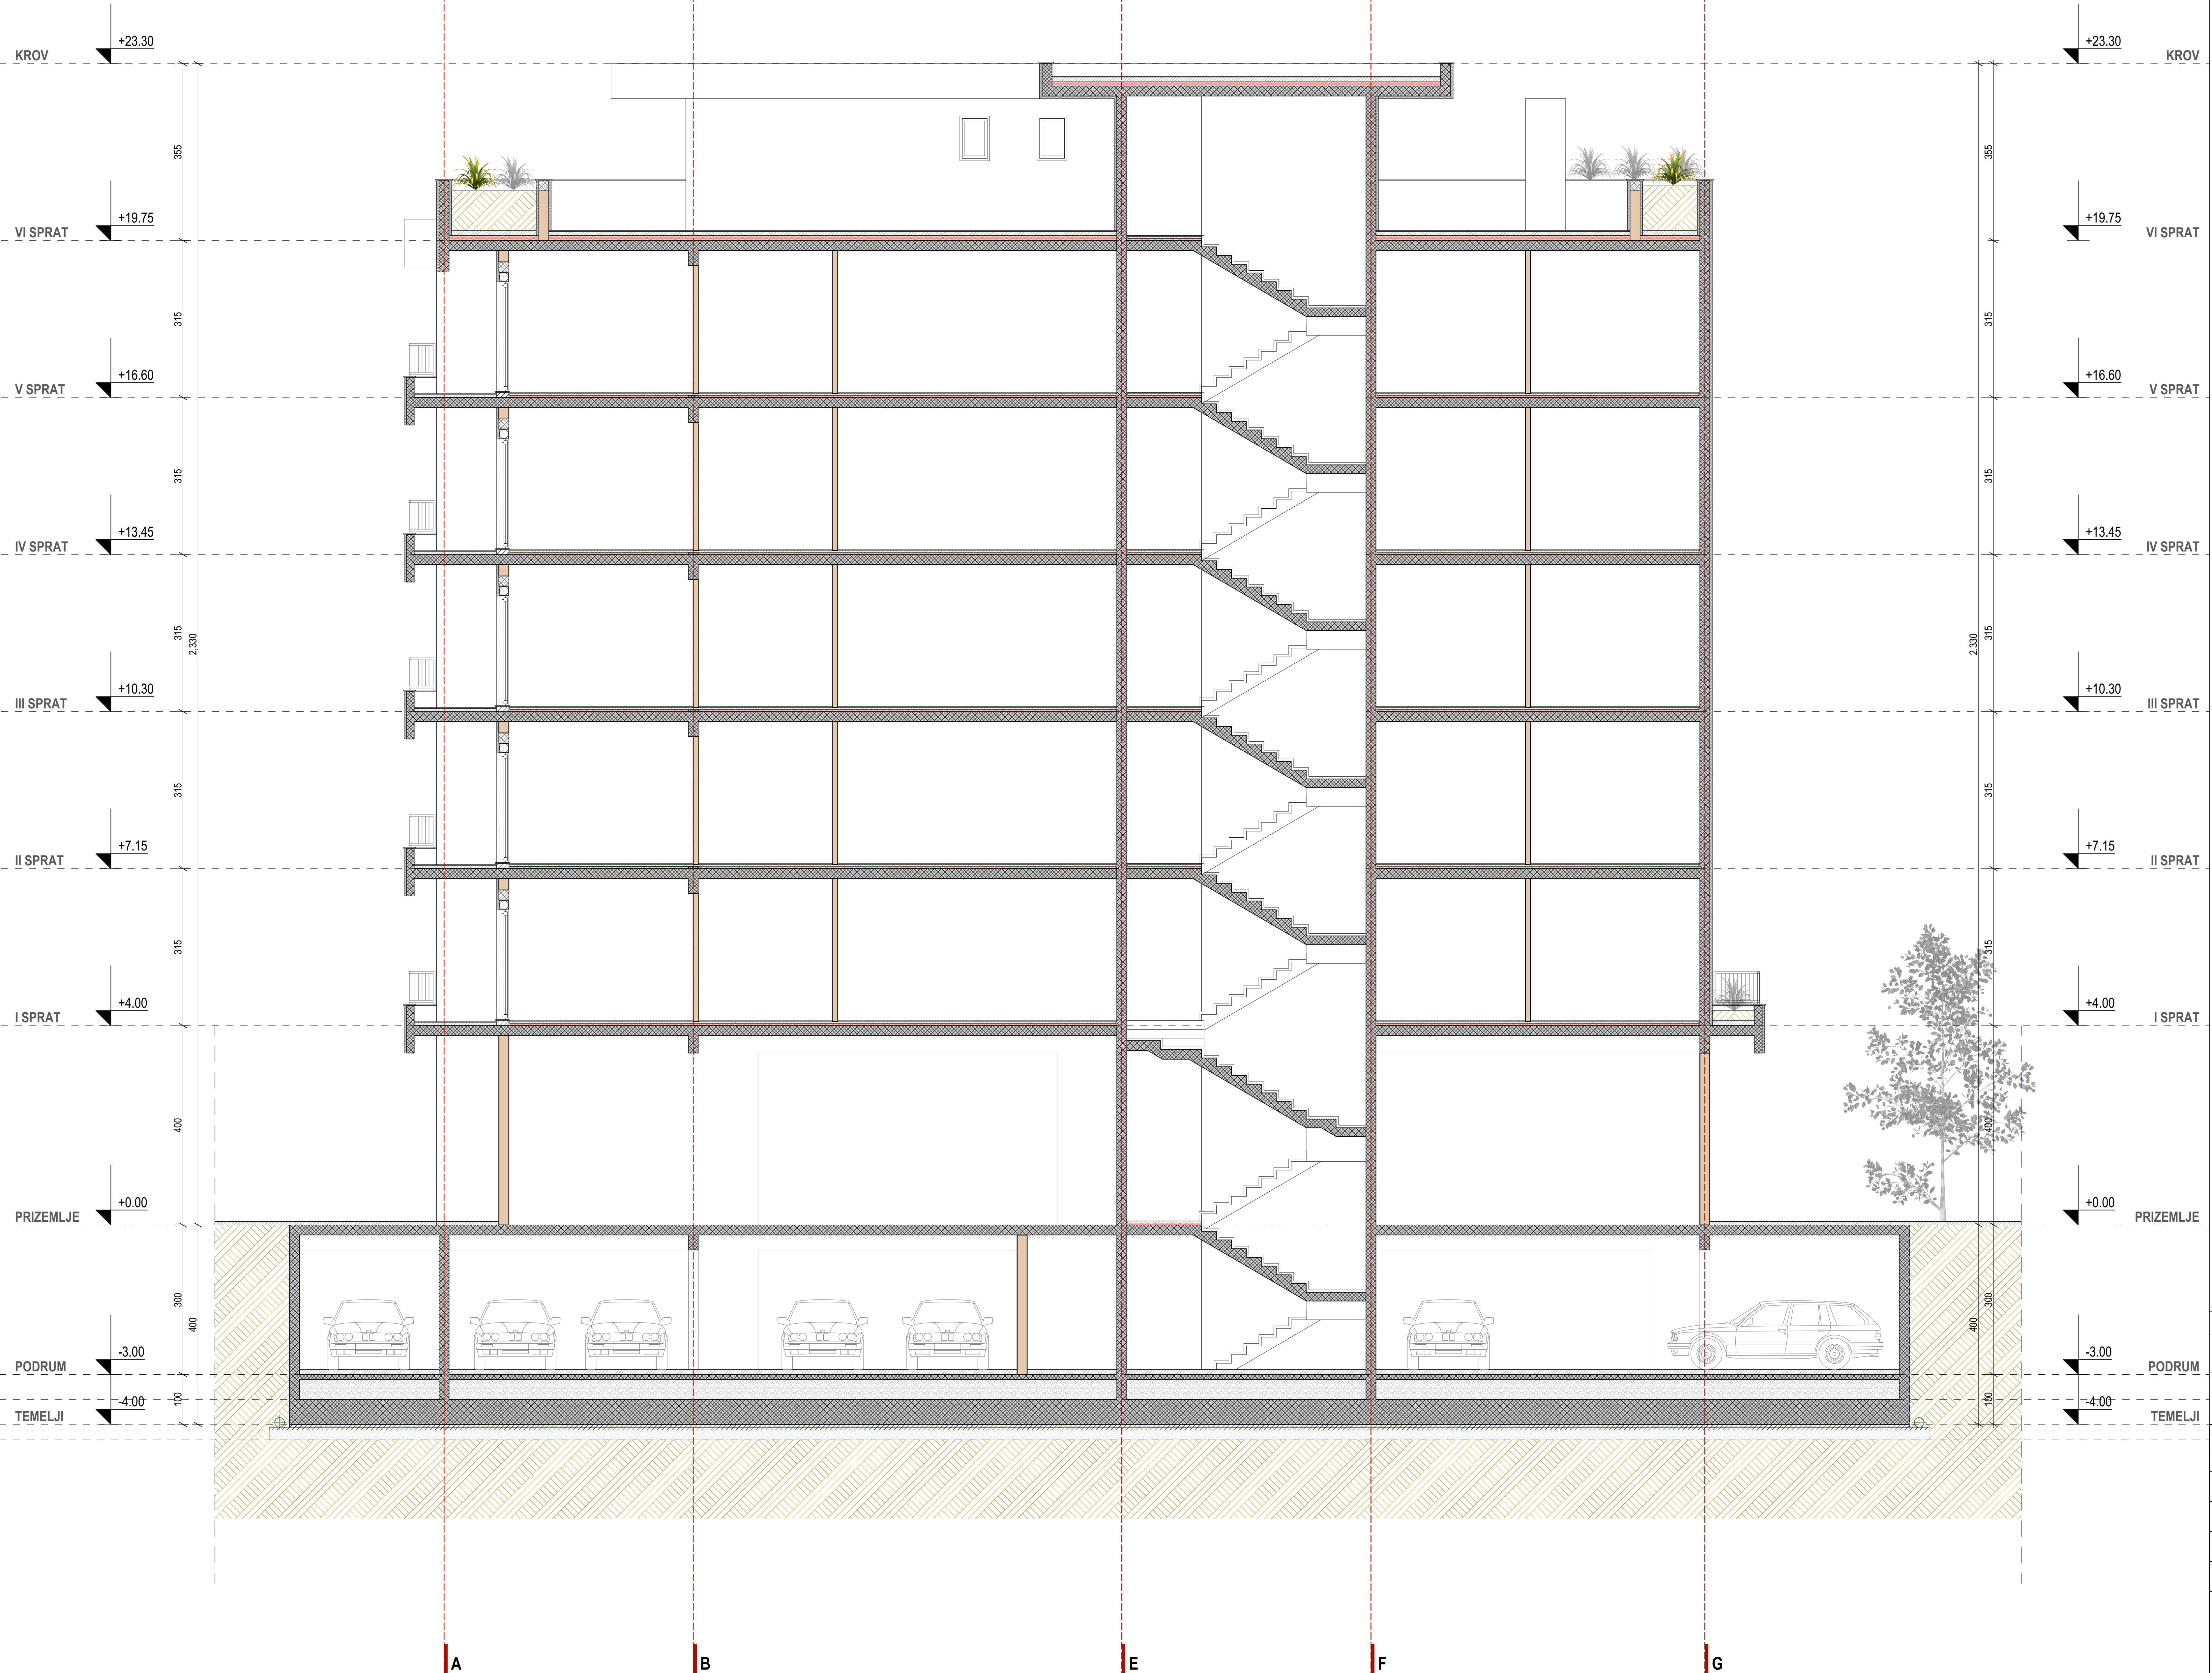 +23.30 +23.30
KROV KROV
355 355
+19.75 +19.75
VI SPRAT VI SPRAT
315 315
+16.60 +16.60
V SPRAT V SPRAT
315 315
+13.45 +13.45
IV SPRAT IV SPRAT
315 2,330 2,330 315
+10.30 +10.30
III SPRAT III SPRAT
315 315
+7.15 +7.15
II SPRAT II SPRAT
315 315
+4.00 +4.00
I SPRAT I SPRAT
400 400
+0.00 +0.00
PRIZEMLJE PRIZEMLJE
300 400 400 300
-3.00 -3.00
PODRUM PODRUM
100 100
-4.00 -4.00
TEMELJI TEMELJI
A B E F G